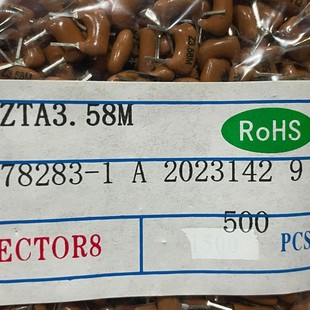 ZTA3.58M
RoHS
78283-1 A 2023142 9
500
ECTOR8
PCS